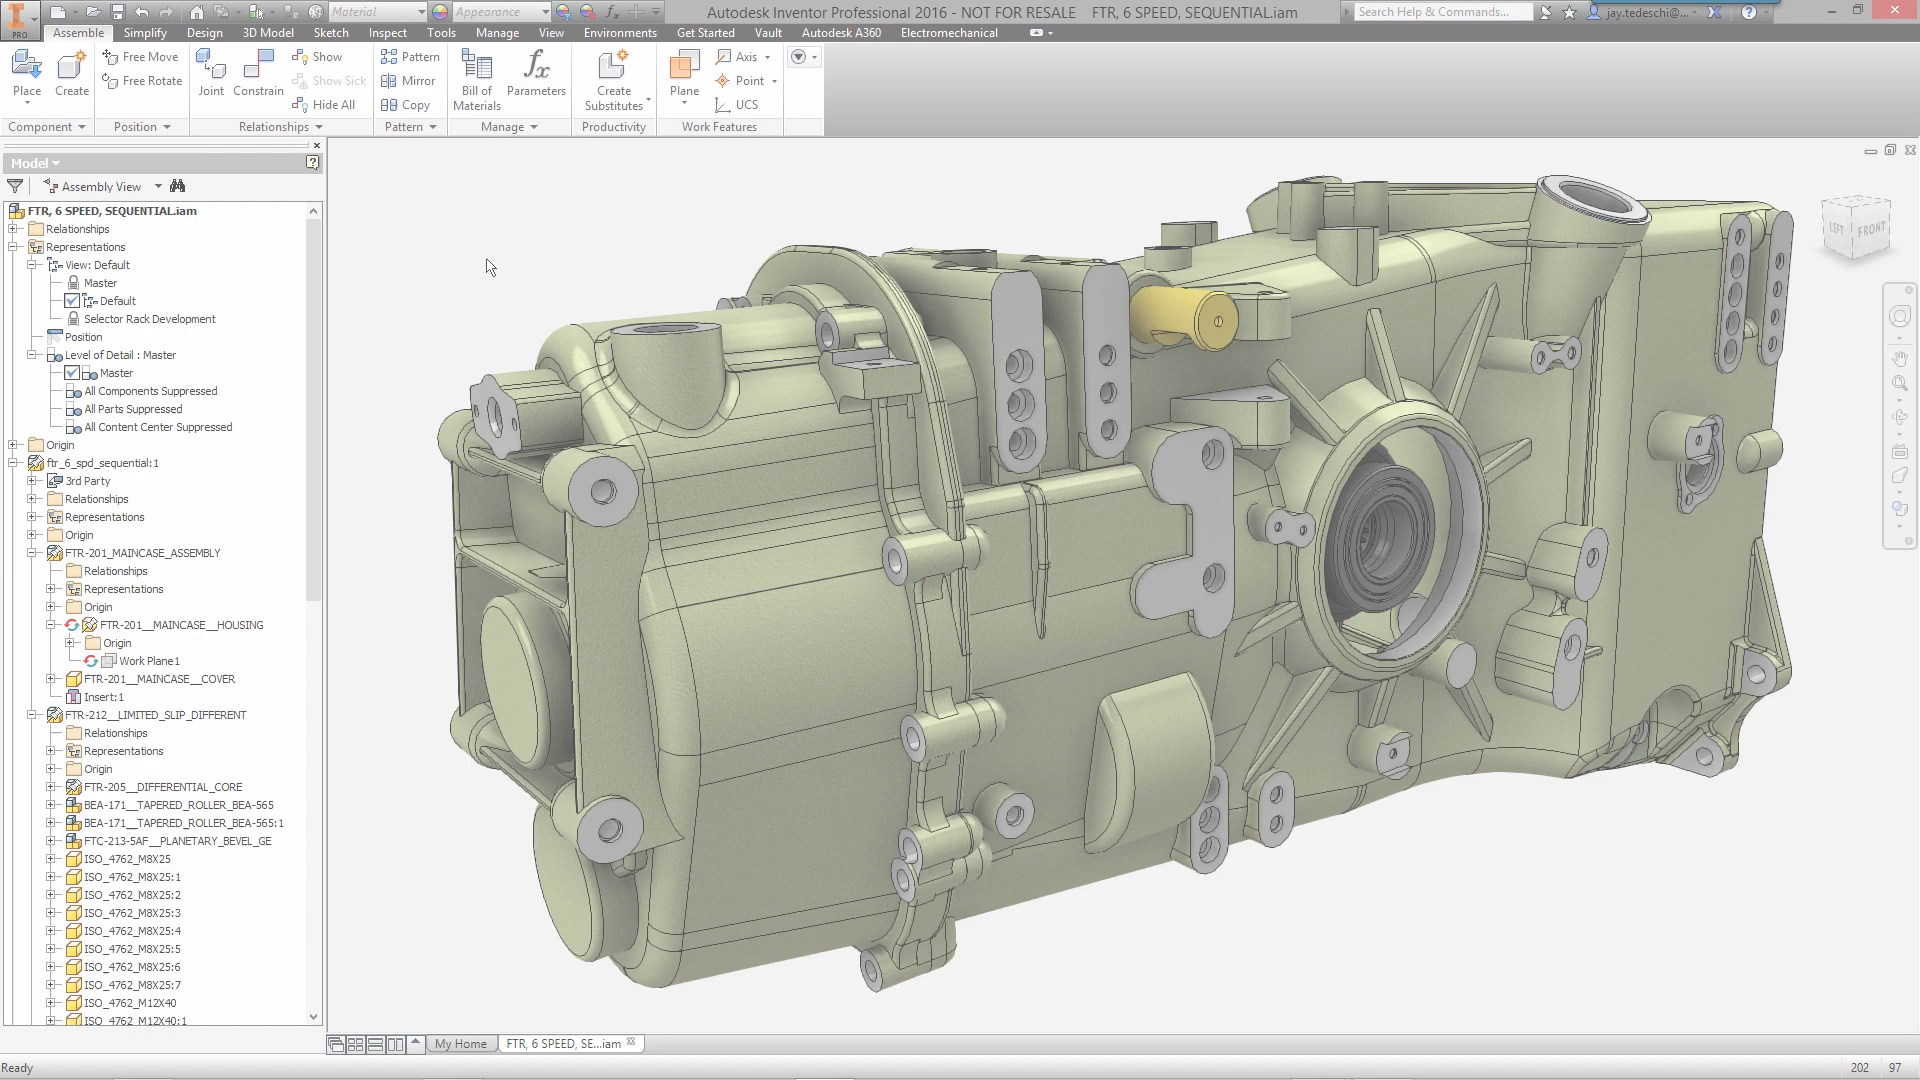 Material
Appearance
Autodesk Inventor Professional 2016 - NOT FOR RESALE FTR, 6 SPEED, SEQUENTIAL.iam
Search Help & Commands...
jay.tedeschi@...
PRO
Assemble Simplify Design 3D Model Sketch Inspect Tools Manage View Environments Get Started Vault Autodesk A360 Electromechanical
Place
Create
Free Move
Free Rotate
Joint
Constrain
Show
Show Sick
Hide All
Pattern
Mirror
Copy
Bill of
Materials
Parameters
Create
Substitutes
Plane
Axis
Point
UCS
Component Position Relationships Pattern Manage Productivity Work Features
Model
Assembly View
FTR, 6 SPEED, SEQUENTIAL.iam
Relationships
Representations
View: Default
Master
Default
Selector Rack Development
Position
Level of Detail : Master
Master
All Components Suppressed
All Parts Suppressed
All Content Center Suppressed
Origin
ftr_6_spd_sequential:1
3rd Party
Relationships
Representations
Origin
FTR-201_MAINCASE_ASSEMBLY
Relationships
Representations
Origin
FTR-201__MAINCASE__HOUSING
Origin
Work Plane1
FTR-201__MAINCASE__COVER
Insert:1
FTR-212__LIMITED_SLIP_DIFFERENT
Relationships
Representations
Origin
FTR-205__DIFFERENTIAL_CORE
BEA-171__TAPERED_ROLLER_BEA-565
BEA-171__TAPERED_ROLLER_BEA-565:1
FTC-213-5AF__PLANETARY_BEVEL_GE
ISO_4762_M8X25
ISO_4762_M8X25:1
ISO_4762_M8X25:2
ISO_4762_M8X25:3
ISO_4762_M8X25:4
ISO_4762_M8X25:5
ISO_4762_M8X25:6
ISO_4762_M8X25:7
ISO_4762_M12X40
ISO_4762_M12X40:1
LEFT FRONT
My Home
FTR, 6 SPEED, SE...iam
Ready
202 97